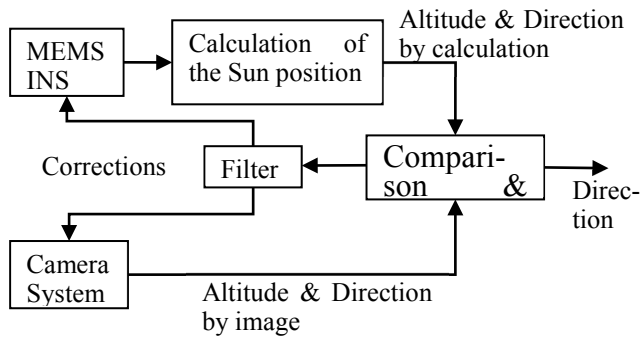 MEMS
INS
Calculation of
the Sun position
Altitude & Direction
by calculation
Corrections
Filter
Compari-
son &
Direc-
tion
Camera
System
Altitude & Direction
by image